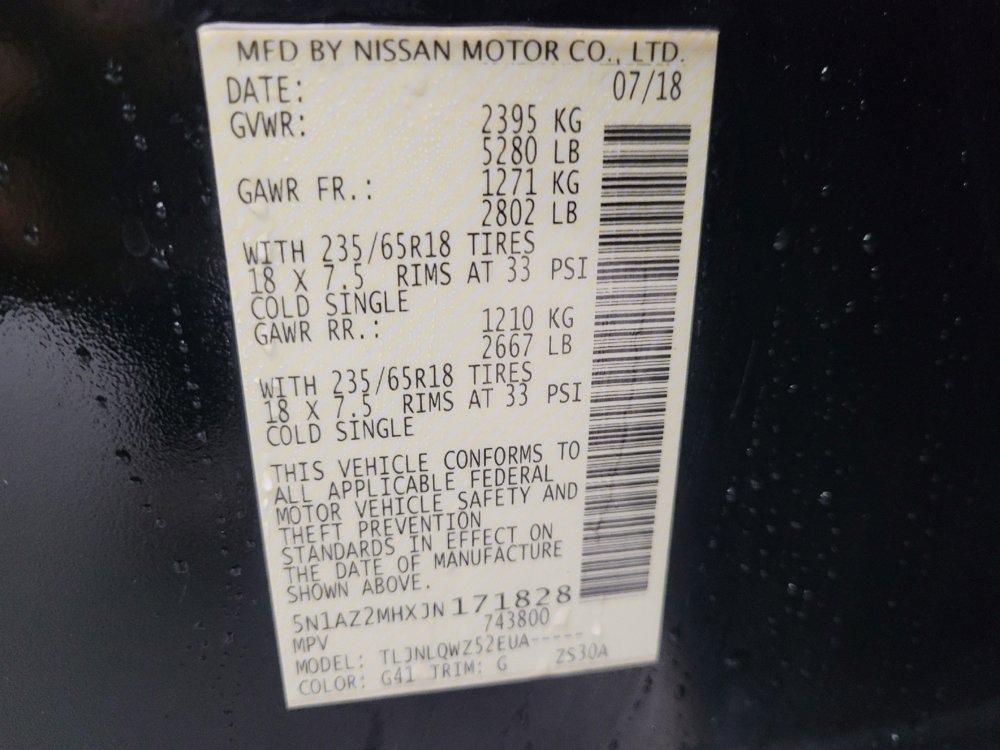 MFD BY NISSAN MOTOR CO., LTD.
DATE: 07/18
GVWR: 2395 KG
5280 LB
GAWR FR.: 1271 KG
2802 LB
WITH 235/65R18 TIRES
18 X 7.5 RIMS AT 33 PSI
COLD SINGLE
GAWR RR.: 1210 KG
2667 LB
WITH 235/65R18 TIRES
18 X 7.5 RIMS AT 33 PSI
COLD SINGLE
THIS VEHICLE CONFORMS TO
ALL APPLICABLE FEDERAL
MOTOR VEHICLE SAFETY AND
THEFT PREVENTION
STANDARDS IN EFFECT ON
THE DATE OF MANUFACTURE
SHOWN ABOVE.
5N1AZ2MHXJN171828
MPV 743800
MODEL: TLJNLQWZ52EUA-----
COLOR: G41 TRIM: G ZS30A